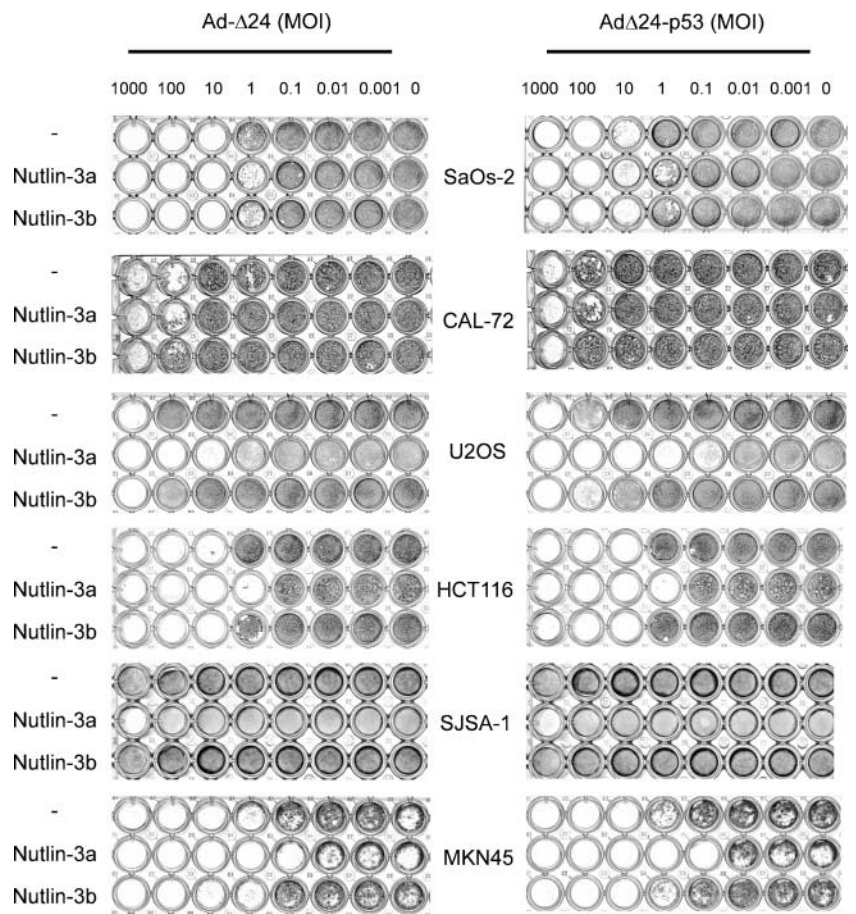 Ad-Δ24 (MOI) AdΔ24-p53 (MOI)
1000 100 10 1 0.1 0.01 0.001 0 1000 100 10 1 0.1 0.01 0.001 0
-
Nutlin-3a SaOs-2
Nutlin-3b
-
Nutlin-3a CAL-72
Nutlin-3b
-
Nutlin-3a U2OS
Nutlin-3b
-
Nutlin-3a HCT116
Nutlin-3b
-
Nutlin-3a SJSA-1
Nutlin-3b
-
Nutlin-3a MKN45
Nutlin-3b